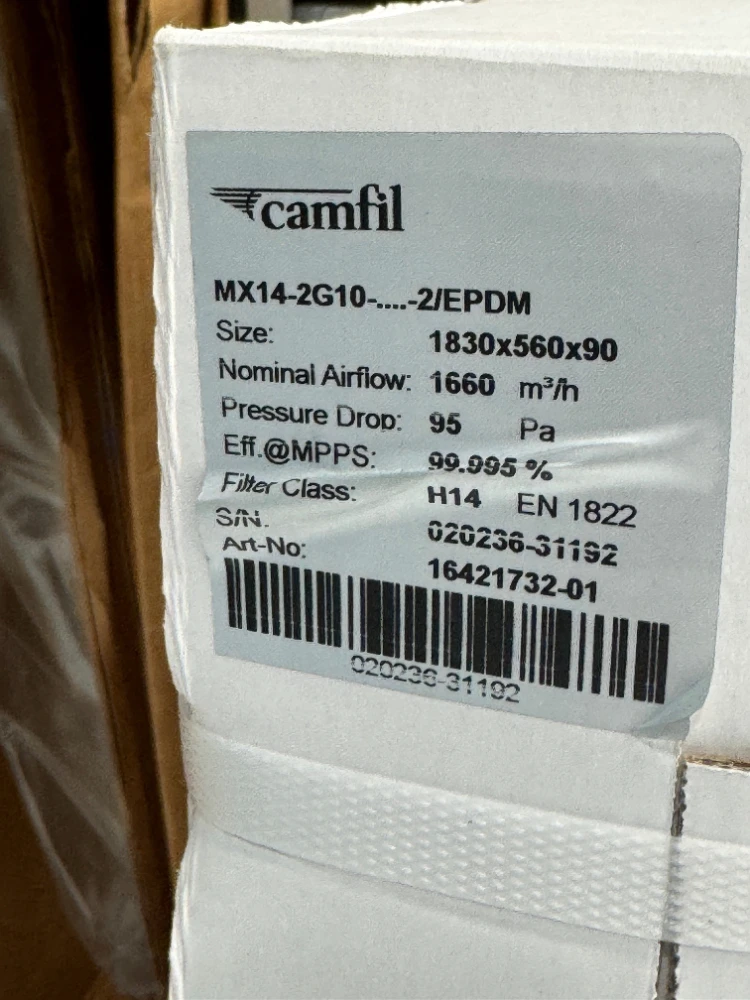 camfil
MX14-2G10-....-2/EPDM
Size: 1830x560x90
Nominal Airflow: 1660 m³/h
Pressure Drop: 95 Pa
Eff.@MPPS: 99.995 %
Filter Class: H14 EN 1822
S/N. 020236-31192
Art-No: 16421732-01
020236-31192